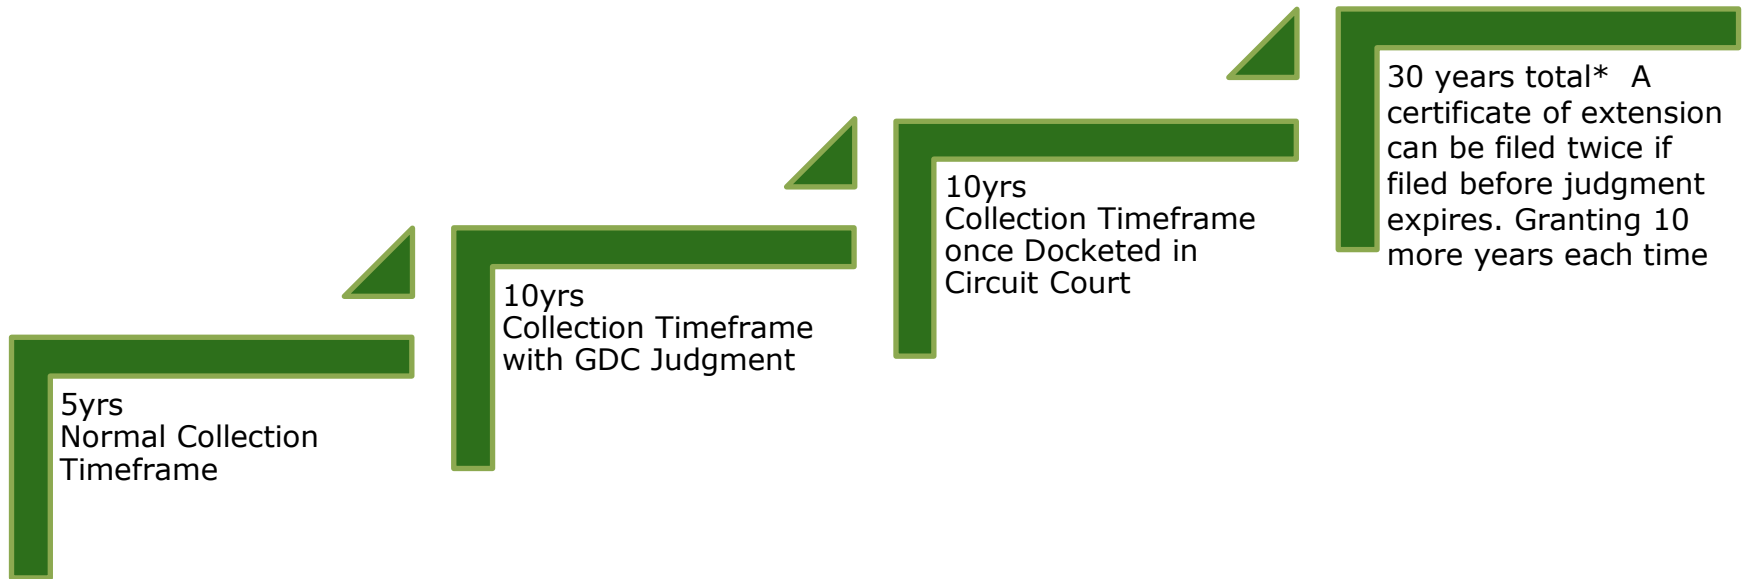 5yrs
Normal Collection
Timeframe
10yrs
Collection Timeframe
with GDC Judgment
10yrs
Collection Timeframe
once Docketed in
Circuit Court
30 years total*  A
certificate of extension
can be filed twice if
filed before judgment
expires. Granting 10
more years each time